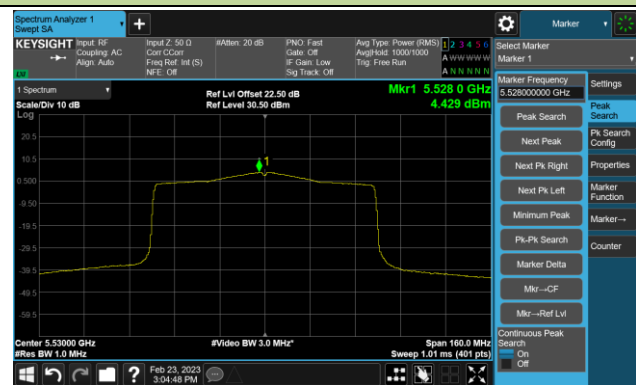 Spectrum Analyzer 1
Swept SA
Marker
KEYSIGHT
Input: RF
Coupling: AC
Align: Auto
Input Z: 50 Ω
Corr CCorr
Freq Ref: Int (S)
NFE: Off
#Atten: 20 dB
PNO: Fast
Gate: Off
IF Gain: Low
Sig Track: Off
Avg Type: Power (RMS)
Avg|Hold: 1000/1000
Trig: Free Run
1 2 3 4 5 6
A W W W W W
A N N N N N
Select Marker
Marker 1
LXI
1 Spectrum
Scale/Div 10 dB
Log
Ref Lvl Offset 22.50 dB
Ref Level 30.50 dBm
Mkr1 5.528 0 GHz
4.429 dBm
20.5
10.5
0.500
-9.50
-19.5
-29.5
-39.5
-49.5
-59.5
1
Center 5.53000 GHz
#Res BW 1.0 MHz
#Video BW 3.0 MHz*
Span 160.0 MHz
Sweep 1.01 ms (401 pts)
Marker Frequency
5.528000000 GHz
Peak Search
Next Peak
Next Pk Right
Next Pk Left
Minimum Peak
Pk-Pk Search
Marker Delta
Mkr→CF
Mkr→Ref Lvl
Continuous Peak
Search
On
Off
Settings
Peak
Search
Pk Search
Config
Properties
Marker
Function
Marker→
Counter
Feb 23, 2023
3:04:48 PM